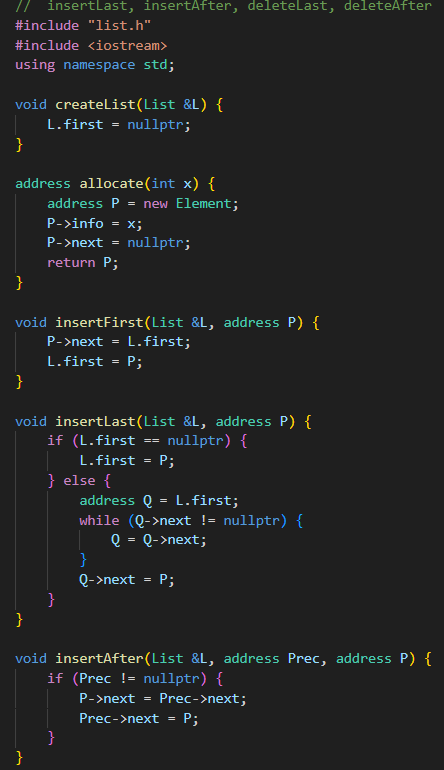 //  insertLast, insertAfter, deleteLast, deleteAfter
#include "list.h"
#include <iostream>
using namespace std;

void createList(List &L) {
    L.first = nullptr;
}

address allocate(int x) {
    address P = new Element;
    P->info = x;
    P->next = nullptr;
    return P;
}

void insertFirst(List &L, address P) {
    P->next = L.first;
    L.first = P;
}

void insertLast(List &L, address P) {
    if (L.first == nullptr) {
        L.first = P;
    } else {
        address Q = L.first;
        while (Q->next != nullptr) {
            Q = Q->next;
        }
        Q->next = P;
    }
}

void insertAfter(List &L, address Prec, address P) {
    if (Prec != nullptr) {
        P->next = Prec->next;
        Prec->next = P;
    }
}